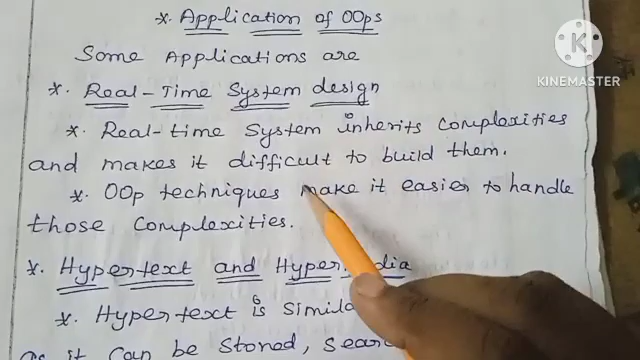 *. Application of OOps
Some Applications are
*. Real-Time System design
*. Real-time System inherits Complexities
and makes it difficult to build them.
*. OOp techniques make it easier to handle
those Complexities.
*. Hypertext and
*. Hypertext is
as it can be Stored,
K
KINEMASTER